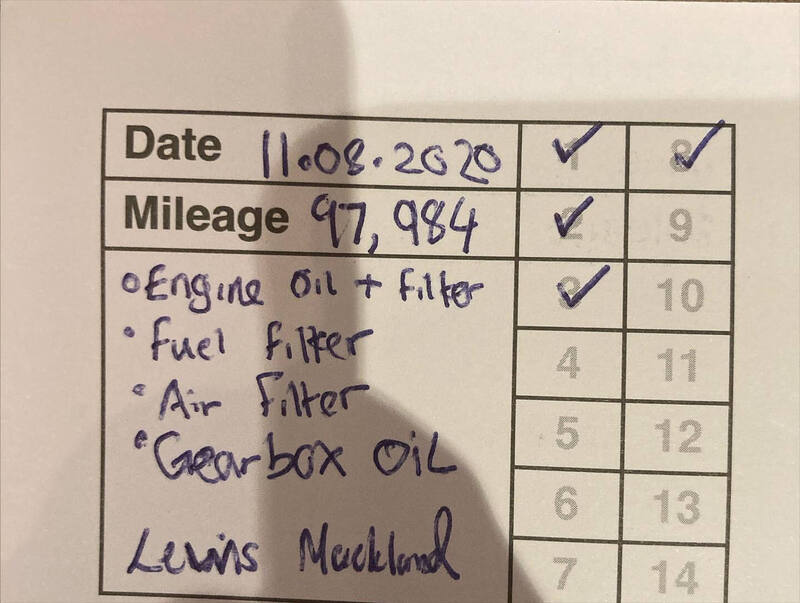 Date 11.08.2020 ✓ 1 ✓ 8
Mileage 97,984 ✓ 2 9
• Engine Oil + filter ✓ 3 10
• Fuel filter 4 11
• Air filter
• Gearbox OiL 5 12
6 13
Lewis Mackland 7 14